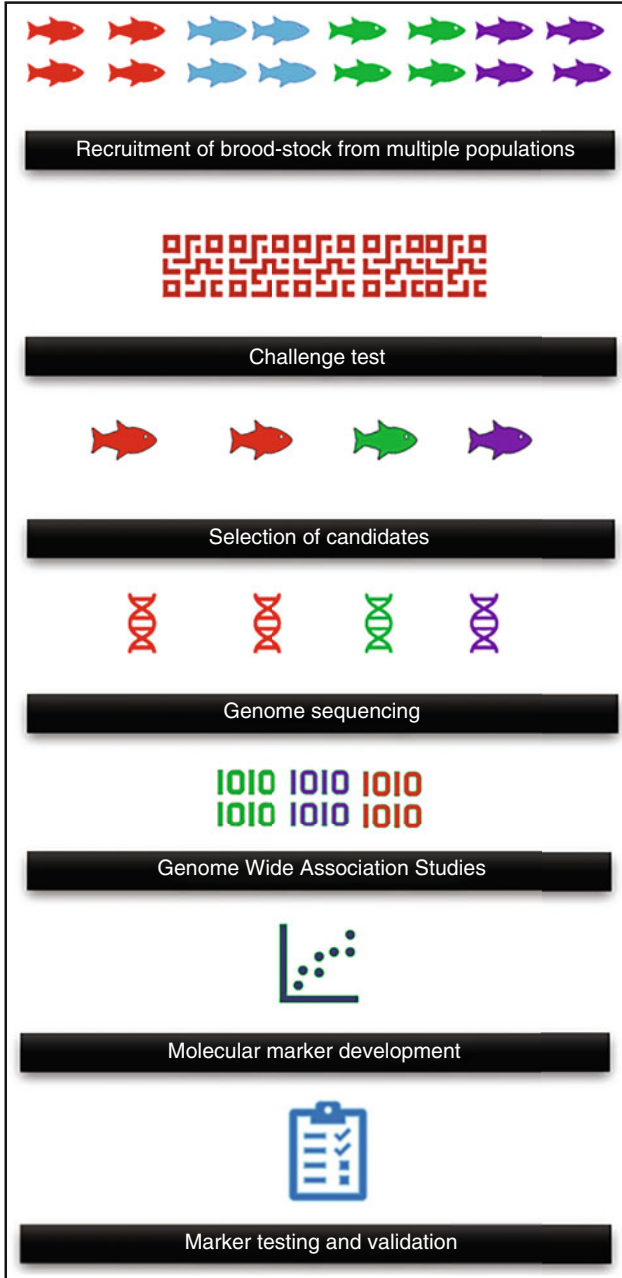 Recruitment of brood-stock from multiple populations
Challenge test
Selection of candidates
Genome sequencing
1010 1010 1010
1010 1010 1010
Genome Wide Association Studies
Molecular marker development
Marker testing and validation